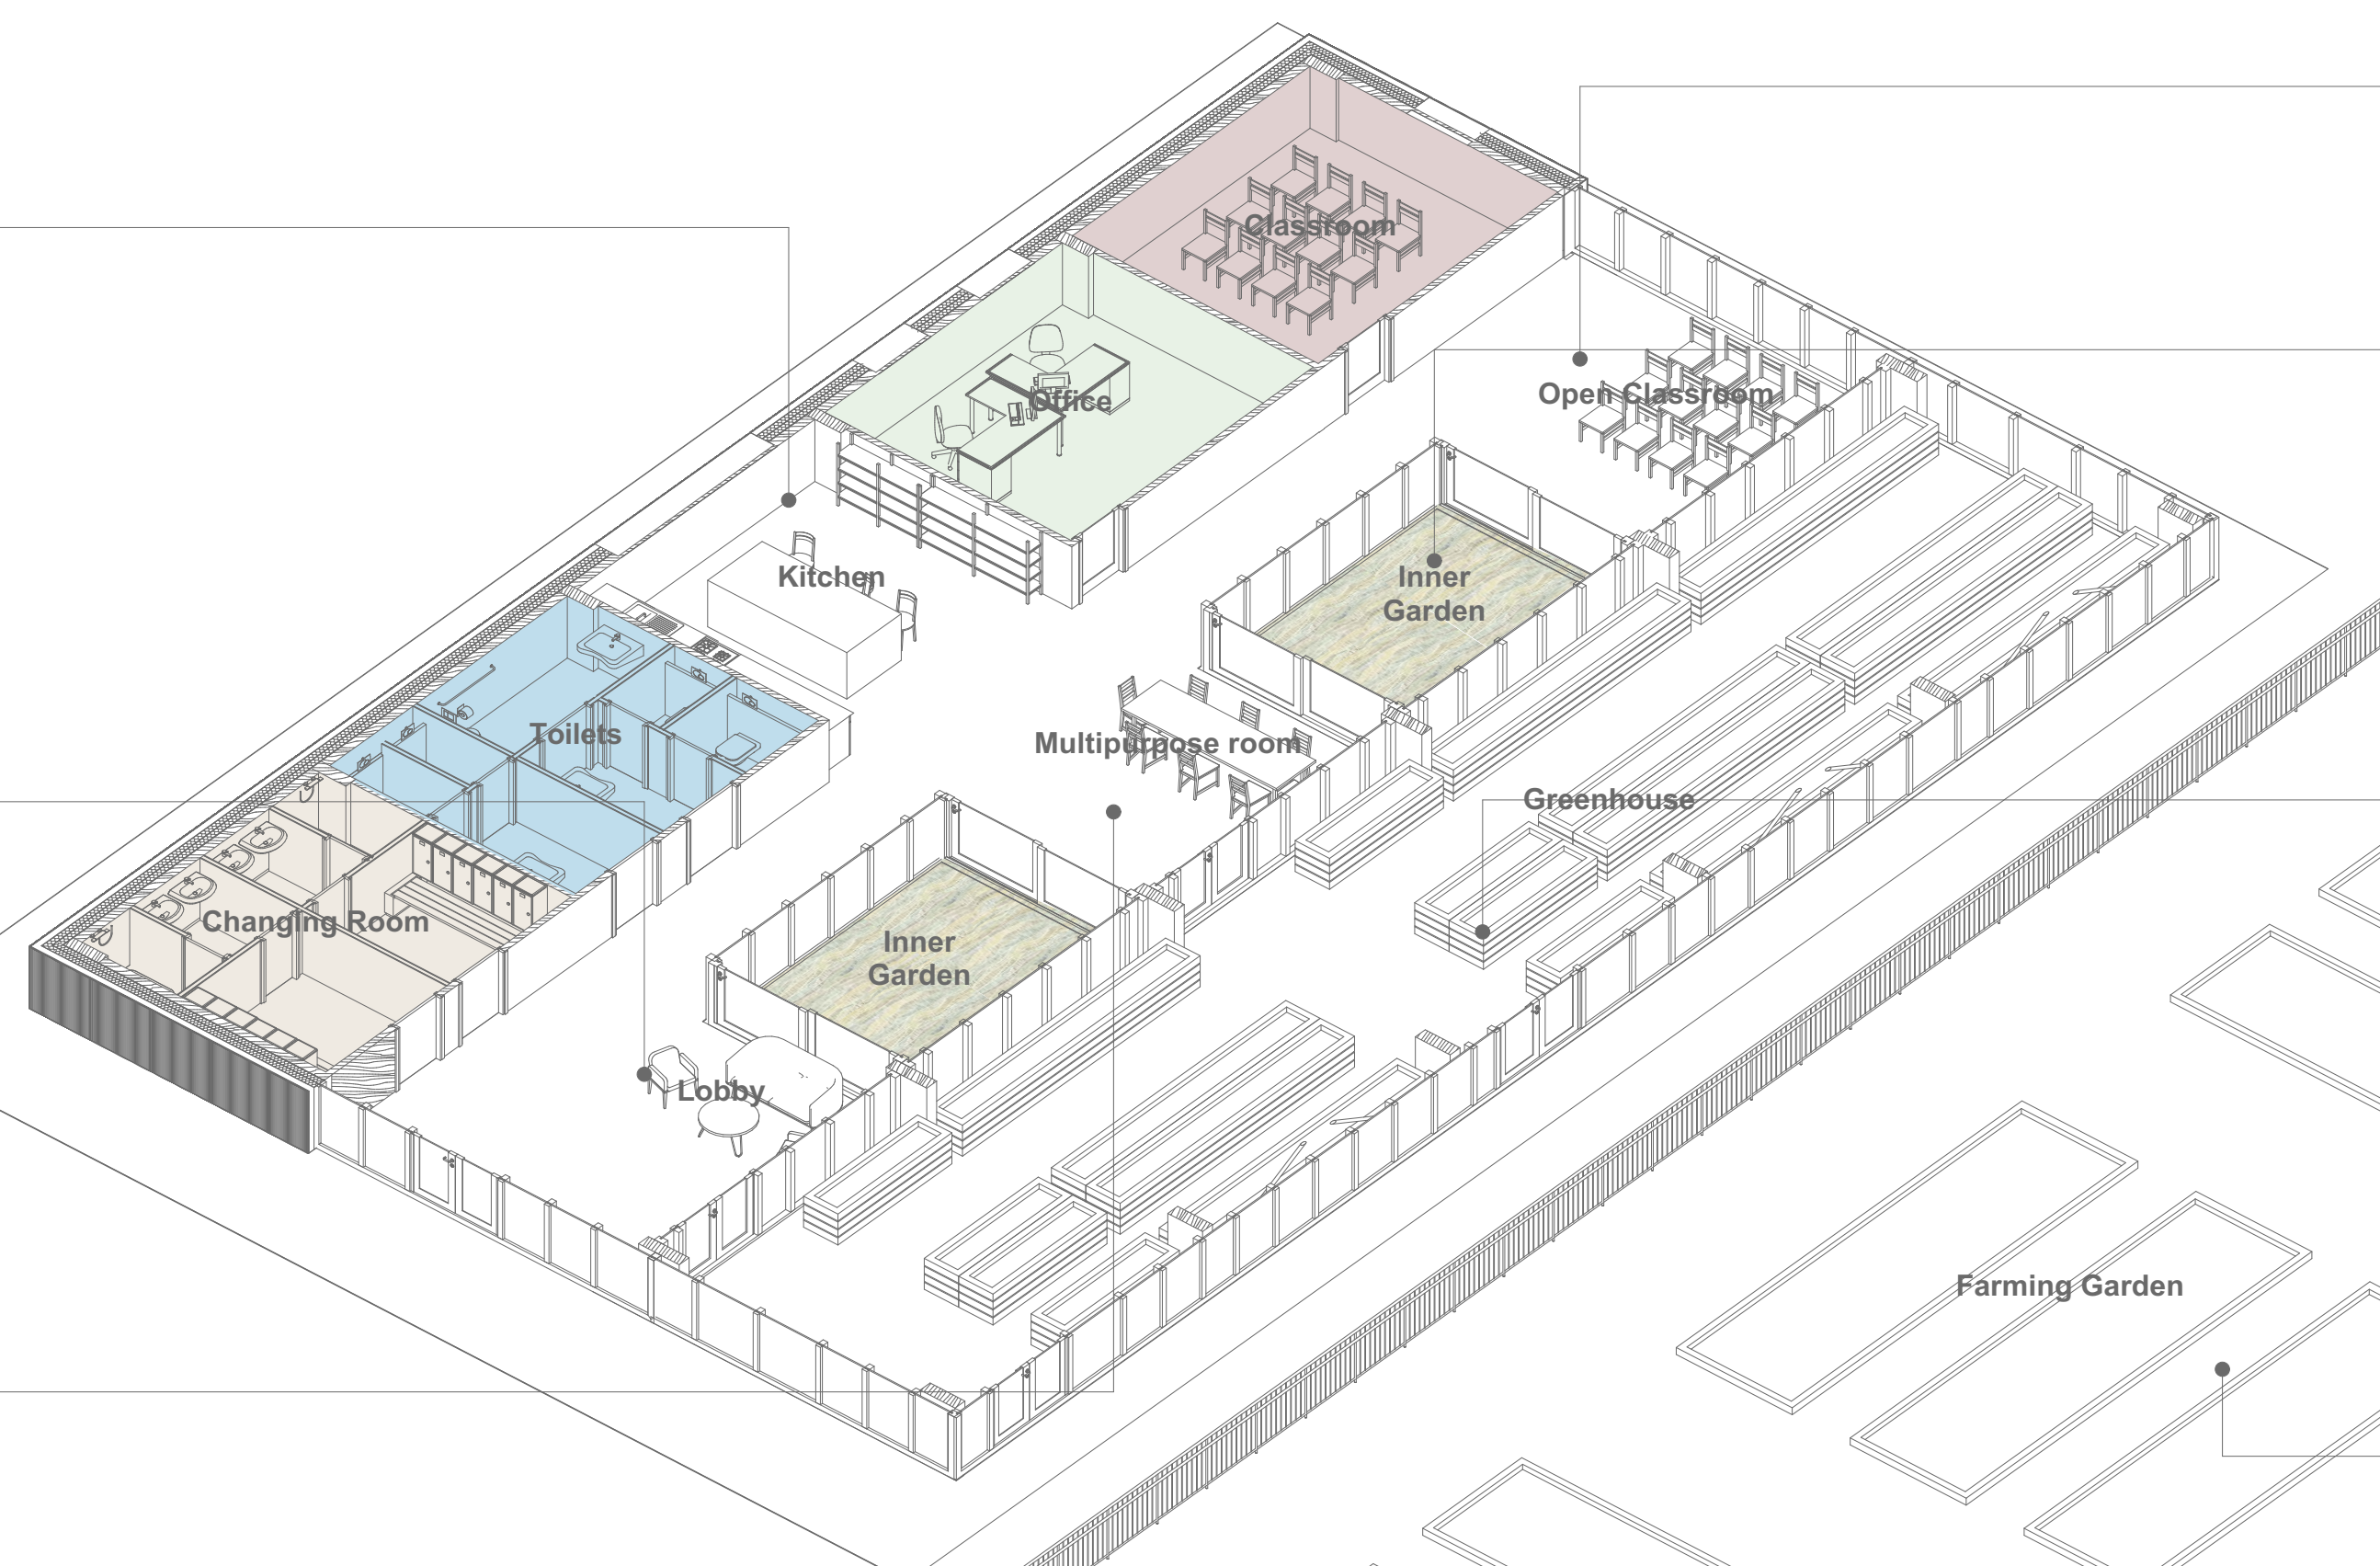 Classroom
Open Classroom
Office
Kitchen
Inner
Garden
Toilets
Multipurpose room
Greenhouse
Changing Room
Inner
Garden
Lobby
Farming Garden